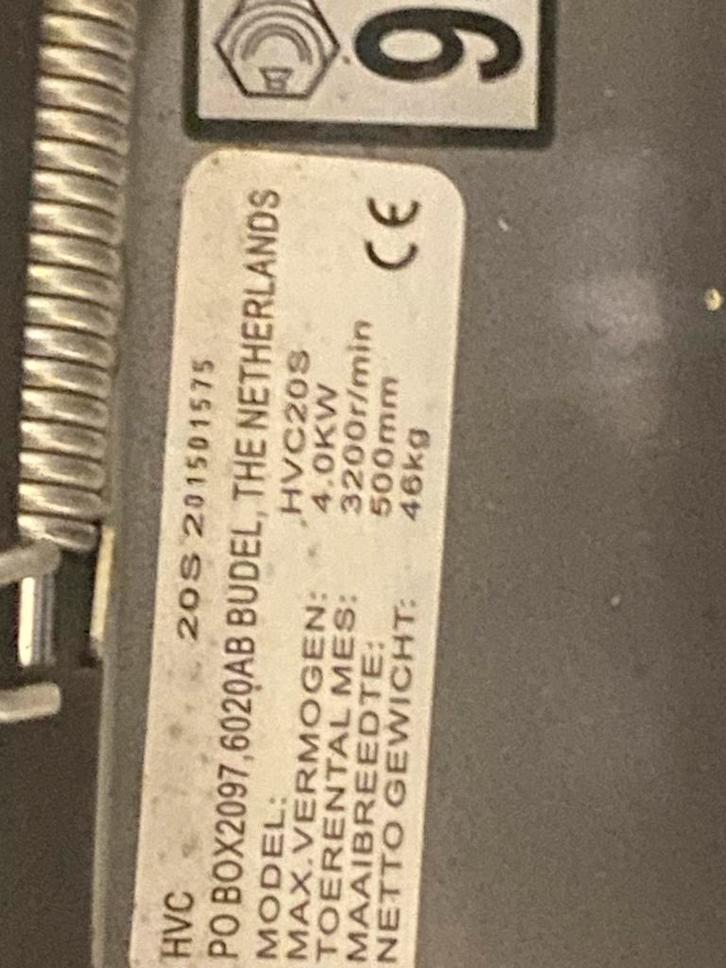 HVC 20S 201501575
PO BOX2097,6020AB BUDEL, THE NETHERLANDS
MODEL: HVC20S
MAX.VERMOGEN: 4.0KW
TOERENTAL MES: 3200r/min
MAAIBREEDTE: 500mm
NETTO GEWICHT: 46kg
CE